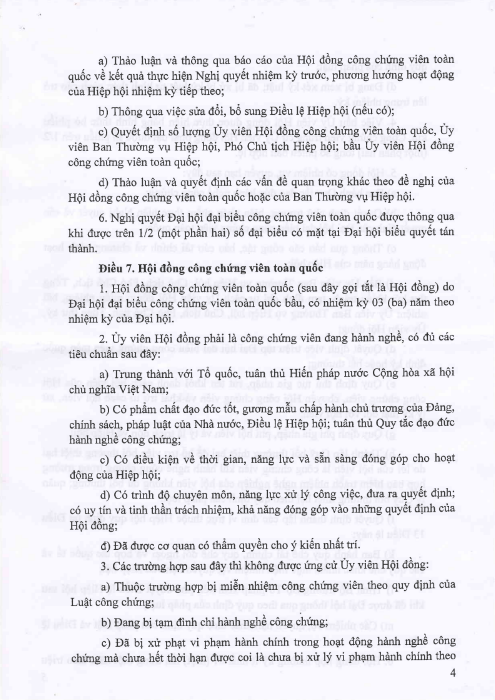 a) Thảo luận và thông qua báo cáo của Hội đồng công chứng viên toàn
quốc về kết quả thực hiện Nghị quyết nhiệm kỳ trước, phương hướng hoạt động
của Hiệp hội nhiệm kỳ tiếp theo;
b) Thông qua việc sửa đổi, bổ sung Điều lệ Hiệp hội (nếu có);
c) Quyết định số lượng Ủy viên Hội đồng công chứng viên toàn quốc, Ủy
viên Ban Thường vụ Hiệp hội, Phó Chủ tịch Hiệp hội; bầu Ủy viên Hội đồng
công chứng viên toàn quốc;
d) Thảo luận và quyết định các vấn đề quan trọng khác theo đề nghị của
Hội đồng công chứng viên toàn quốc hoặc của Ban Thường vụ Hiệp hội.
6. Nghị quyết Đại hội đại biểu công chứng viên toàn quốc được thông qua
khi được trên 1/2 (một phần hai) số đại biểu có mặt tại Đại hội biểu quyết tán
thành.
Điều 7. Hội đồng công chứng viên toàn quốc
1. Hội đồng công chứng viên toàn quốc (sau đây gọi tắt là Hội đồng) do
Đại hội đại biểu công chứng viên toàn quốc bầu, có nhiệm kỳ 03 (ba) năm theo
nhiệm kỳ của Đại hội.
2. Ủy viên Hội đồng phải là công chứng viên đang hành nghề, có đủ các
tiêu chuẩn sau đây:
a) Trung thành với Tổ quốc, tuân thủ Hiến pháp nước Cộng hòa xã hội
chủ nghĩa Việt Nam;
b) Có phẩm chất đạo đức tốt, gương mẫu chấp hành chủ trương của Đảng,
chính sách, pháp luật của Nhà nước, Điều lệ Hiệp hội; tuân thủ Quy tắc đạo đức
hành nghề công chứng;
c) Có điều kiện về thời gian, năng lực và sẵn sàng đóng góp cho hoạt
động của Hiệp hội;
d) Có trình độ chuyên môn, năng lực xử lý công việc, đưa ra quyết định;
có uy tín và tinh thần trách nhiệm, khả năng đóng góp vào những quyết định của
Hội đồng;
đ) Đã được cơ quan có thẩm quyền cho ý kiến nhất trí.
3. Các trường hợp sau đây thì không được ứng cử Ủy viên Hội đồng:
a) Thuộc trường hợp bị miễn nhiệm công chứng viên theo quy định của
Luật công chứng;
b) Đang bị tạm đình chỉ hành nghề công chứng;
c) Đã bị xử phạt vi phạm hành chính trong hoạt động hành nghề công
chứng mà chưa hết thời hạn được coi là chưa bị xử lý vi phạm hành chính theo
4